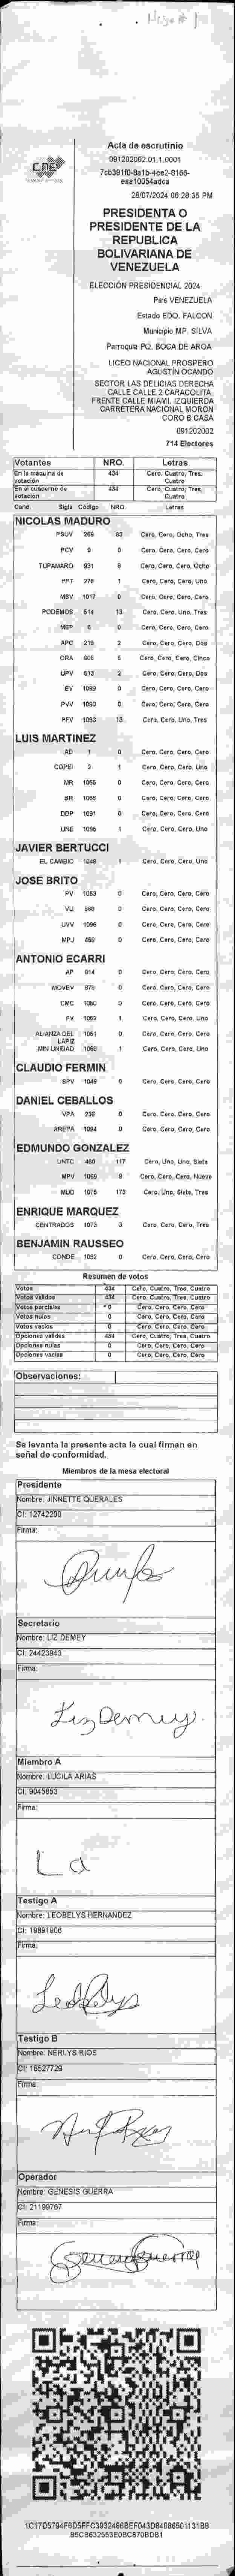 Hoja # 1
cne
Acta de escrutinio
091202002.01.1.0001
28/07/2024 08:28:35 PM
PRESIDENTA O
PRESIDENTE DE LA
REPUBLICA
BOLIVARIANA DE
VENEZUELA
ELECCIÓN PRESIDENCIAL 2024
País VENEZUELA
Estado EDO. FALCON
Municipio MP. SILVA
Parroquia PQ. BOCA DE AROA
LICEO NACIONAL PROSPERO
AGUSTÍN OCANDO
SECTOR LAS DELICIAS DERECHA
CALLE CALLE 2 CARACOLITA.
FRENTE CALLE MIAMI. IZQUIERDA
CARRETERA NACIONAL MORON
CORO B CASA
091202002
714 Electores
Votantes NRO. Letras
En la máquina de votación 434 Cero, Cuatro, Tres, Cuatro
En el cuaderno de votación 434 Cero, Cuatro, Tres, Cuatro
Cand. Sigla Código NRO. Letras
NICOLAS MADURO
PSUV 269 83 Cero, Cero, Ocho, Tres
PCV 9 0 Cero, Cero, Cero, Cero
TUPAMARO 931 8 Cero, Cero, Cero, Ocho
PPT 278 1 Cero, Cero, Cero, Uno
MSV 1017 0 Cero, Cero, Cero, Cero
PODEMOS 514 13 Cero, Cero, Uno, Tres
MEP 6 0 Cero, Cero, Cero, Cero
APC 219 2 Cero, Cero, Cero, Dos
ORA 906 5 Cero, Cero, Cero, Cinco
UPV 613 2 Cero, Cero, Cero, Dos
EV 1099 0 Cero, Cero, Cero, Cero
PVV 1090 0 Cero, Cero, Cero, Cero
PFV 1093 13 Cero, Cero, Uno, Tres
LUIS MARTINEZ
AD 1 0 Cero, Cero, Cero, Cero
COPEI 2 1 Cero, Cero, Cero, Uno
MR 1065 0 Cero, Cero, Cero, Cero
BR 1066 0 Cero, Cero, Cero, Cero
DDP 1091 0 Cero, Cero, Cero, Cero
UNE 1095 1 Cero, Cero, Cero, Uno
JAVIER BERTUCCI
EL CAMBIO 1048 1 Cero, Cero, Cero, Uno
JOSE BRITO
PV 1053 0 Cero, Cero, Cero, Cero
VU 968 0 Cero, Cero, Cero, Cero
UVV 1096 0 Cero, Cero, Cero, Cero
MPJ 458 0 Cero, Cero, Cero, Cero
ANTONIO ECARRI
AP 914 0 Cero, Cero, Cero, Cero
MOVEV 979 0 Cero, Cero, Cero, Cero
CMC 1050 0 Cero, Cero, Cero, Cero
FV 1052 1 Cero, Cero, Cero, Uno
ALIANZA DEL LAPIZ 1051 0 Cero, Cero, Cero, Cero
MIN UNIDAD 1068 1 Cero, Cero, Cero, Uno
CLAUDIO FERMIN
SPV 1049 0 Cero, Cero, Cero, Cero
DANIEL CEBALLOS
VPA 236 0 Cero, Cero, Cero, Cero
AREPA 1094 0 Cero, Cero, Cero, Cero
EDMUNDO GONZALEZ
UNTC 460 117 Cero, Uno, Uno, Siete
MPV 1069 9 Cero, Cero, Cero, Nueve
MUD 1075 173 Cero, Uno, Siete, Tres
ENRIQUE MARQUEZ
CENTRADOS 1073 3 Cero, Cero, Cero, Tres
BENJAMIN RAUSSEO
CONDE 1092 0 Cero, Cero, Cero, Cero
Resumen de votos
Votos 434 Cero, Cuatro, Tres, Cuatro
Votos válidos 434 Cero, Cuatro, Tres, Cuatro
Votos parciales 0 Cero, Cero, Cero, Cero
Votos nulos 0 Cero, Cero, Cero, Cero
Votos vacíos 0 Cero, Cero, Cero, Cero
Opciones válidas 434 Cero, Cuatro, Tres, Cuatro
Opciones nulas 0 Cero, Cero, Cero, Cero
Opciones vacías 0 Cero, Cero, Cero, Cero
Observaciones:
Se levanta la presente acta la cual firman en
señal de conformidad.
Miembros de la mesa electoral
Presidente
Nombre: JINNETTE QUERALES
CI: 12742200
Firma:
Secretario
Nombre: LIZ DEMEY
CI: 24423943
Firma:
Liz Demey
Miembro A
Nombre: LUCILA ARIAS
CI: 9045853
Firma:
La
Testigo A
Nombre: LEOBELYS HERNANDEZ
CI: 19891906
Firma:
Leobelys
Testigo B
Nombre: NERLYS RIOS
CI: 18527729
Firma:
Operador
Nombre: GENESIS GUERRA
CI: 21199767
Firma: